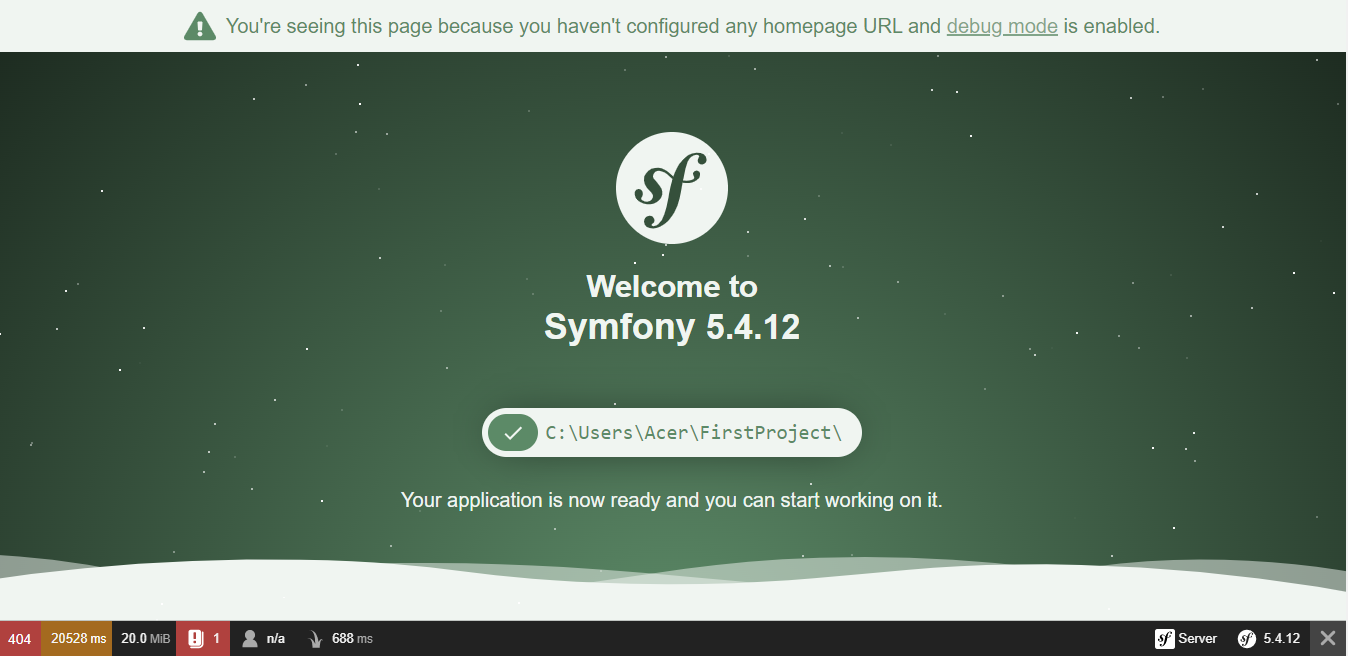 You're seeing this page because you haven't configured any homepage URL and debug mode is enabled.
sf
Welcome to
Symfony 5.4.12
C:\Users\Acer\FirstProject\
Your application is now ready and you can start working on it.
404 20528 ms 20.0 MiB 1 n/a 688 ms sf Server sf 5.4.12